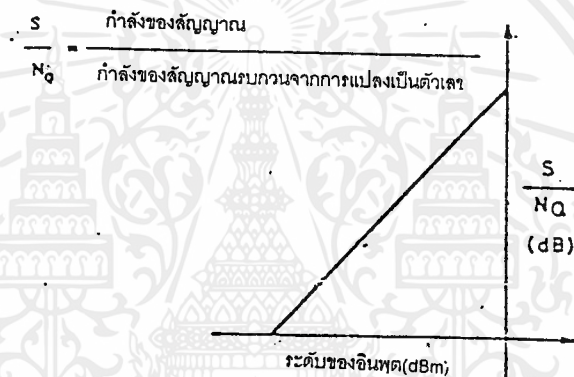 S
กำลังของสัญญาณ
=
N_Q
กำลังของสัญญาณรบกวนจากการแปลงเป็นตัวเลข
S
NQ
(dB)
ระดับของอินพุต(dBm)